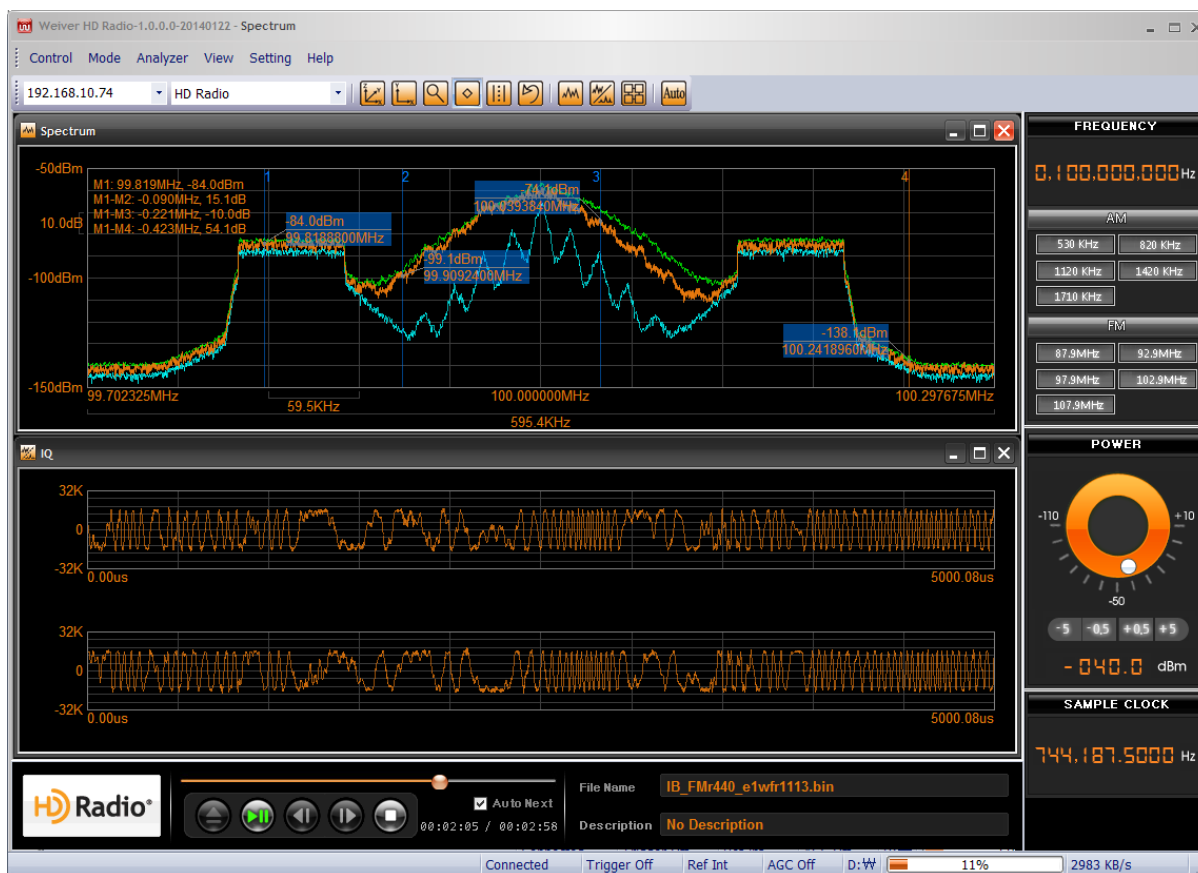 Weiver HD Radio-1.0.0.0-20140122 - Spectrum
Control Mode Analyzer View Setting Help
192.168.10.74 HD Radio Auto
Spectrum
-50dBm
10.0dB
-100dBm
-150dBm
M1: 99.819MHz, -84.0dBm
M1-M2: -0.090MHz, 15.1dB
M1-M3: -0.221MHz, -10.0dB
M1-M4: -0.423MHz, 54.1dB
1 2 3 4
-84.0dBm
99.8188800MHz
-99.1dBm
99.9092400MHz
-74.1dBm
100.0393840MHz
-138.1dBm
100.2418960MHz
99.702325MHz 100.000000MHz 100.297675MHz
59.5KHz
595.4KHz
IQ
32K
0
-32K
0.00us 5000.08us
32K
0
-32K
0.00us 5000.08us
HD Radio®
Auto Next
00:02:05 / 00:02:58
File Name IB_FMr440_e1wfr1113.bin
Description No Description
FREQUENCY
0,100,000,000 Hz
AM
530 KHz 820 KHz
1120 KHz 1420 KHz
1710 KHz
FM
87.9MHz 92.9MHz
97.9MHz 102.9MHz
107.9MHz
POWER
-110 +10
-50
-5 -0,5 +0,5 +5
-040.0 dBm
SAMPLE CLOCK
744,187.5000 Hz
Connected Trigger Off Ref Int AGC Off D:₩ 11% 2983 KB/s